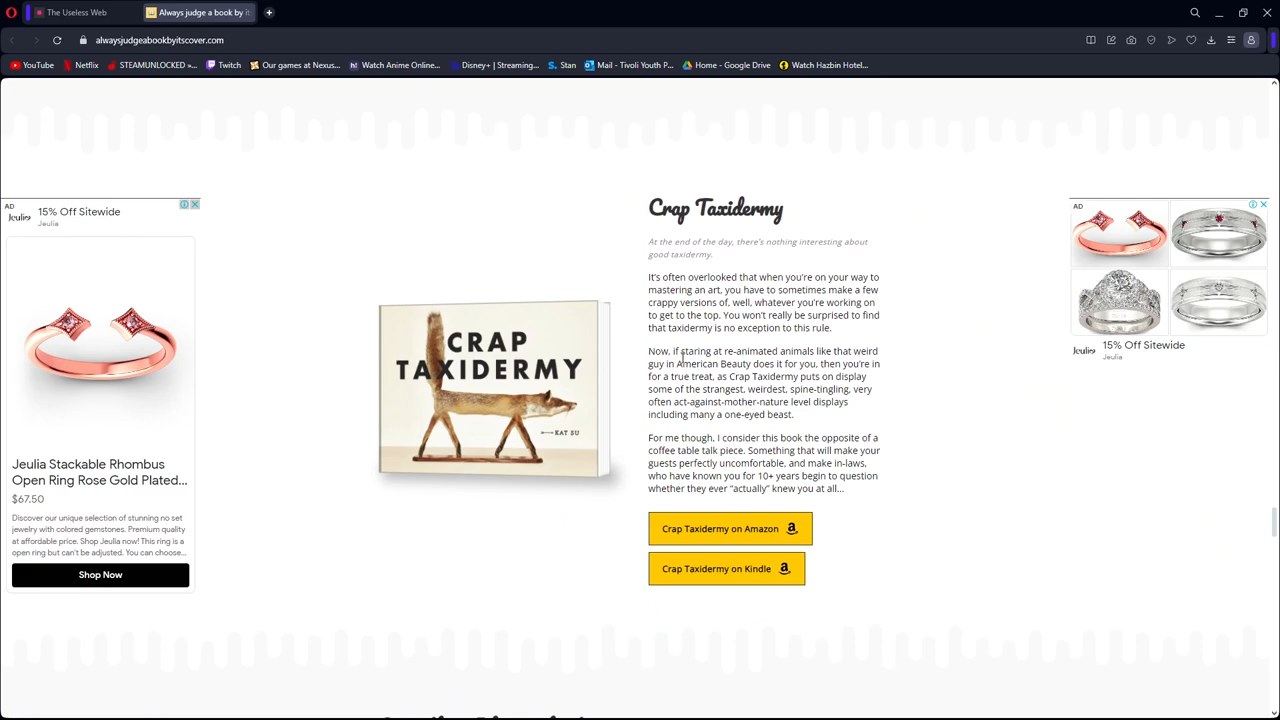 The Useless Web
Always judge a book by it
alwaysjudgeabookbyitscover.com
YouTube
Netflix
STEAMUNLOCKED »...
Twitch
Our games at Nexus...
Watch Anime Online...
Disney+ | Streaming...
Stan
Mail - Tivoli Youth P...
Home - Google Drive
Watch Hazbin Hotel...
AD
Jeulia
15% Off Sitewide
Jeulia
Jeulia Stackable Rhombus
Open Ring Rose Gold Plated...
$67.50
Discover our unique selection of stunning no set
jewelry with colored gemstones. Premium quality
at affordable price. Shop Jeulia now! This ring is a
open ring but can't be adjusted. You can choose...
Shop Now
CRAP
TAXIDERMY
KAT SU
Crap Taxidermy
At the end of the day, there's nothing interesting about
good taxidermy.
It's often overlooked that when you're on your way to
mastering an art, you have to sometimes make a few
crappy versions of, well, whatever you're working on
to get to the top. You won't really be surprised to find
that taxidermy is no exception to this rule.
Now, if staring at re-animated animals like that weird
guy in American Beauty does it for you, then you're in
for a true treat, as Crap Taxidermy puts on display
some of the strangest, weirdest, spine-tingling, very
often act-against-mother-nature level displays
including many a one-eyed beast.
For me though, I consider this book the opposite of a
coffee table talk piece. Something that will make your
guests perfectly uncomfortable, and make in-laws,
who have known you for 10+ years begin to question
whether they ever “actually” knew you at all...
Crap Taxidermy on Amazon
Crap Taxidermy on Kindle
AD
Jeulia
15% Off Sitewide
Jeulia